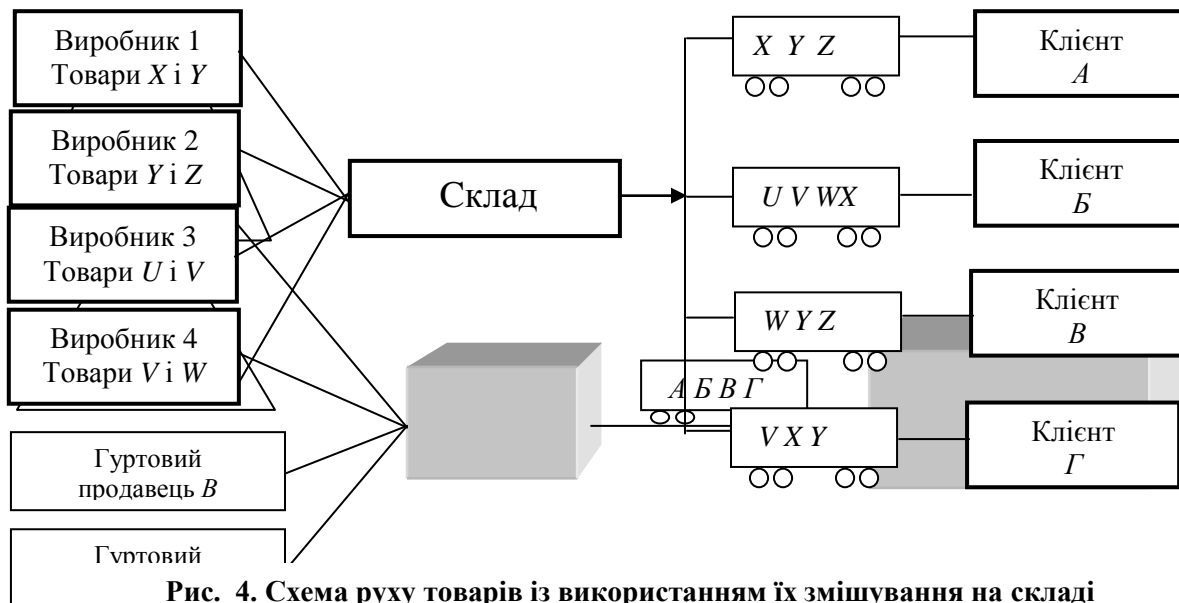 Виробник 1
Товари X і Y
Виробник 2
Товари Y і Z
Виробник 3
Товари U і V
Виробник 4
Товари V і W
Гуртовий
продавець В
Гуртовий
Склад
X Y Z
U V WX
W Y Z
А Б В Г
V X Y
Клієнт
А
Клієнт
Б
Клієнт
В
Клієнт
Г
Рис. 4. Схема руху товарів із використанням їх змішування на складі